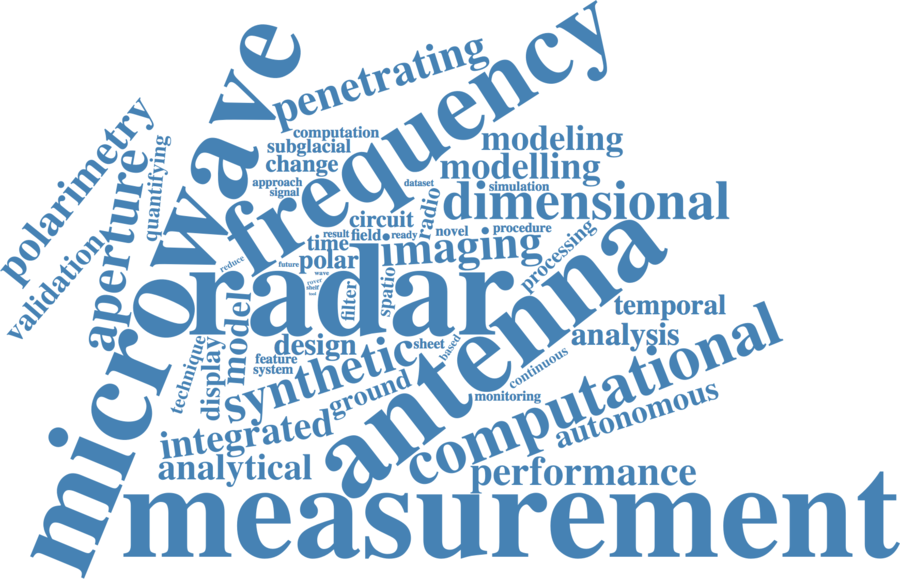 microwave
frequency
penetrating
computation
subglacial
change
modeling
modelling
polarimetry
aperture
quantifying
validation
approach
signal
dataset
simulation
radio
dimensional
circuit
result
field
ready
novel
procedure
time
imaging
processing
reduce
future
polar
wave
cover
shelf
tool
filter
spatio
radar
antenna
temporal
analysis
model
design
sheet
based
technique
display
feature
system
synthetic
ground
continuous
monitoring
computational
autonomous
integrated
analytical
performance
measurement